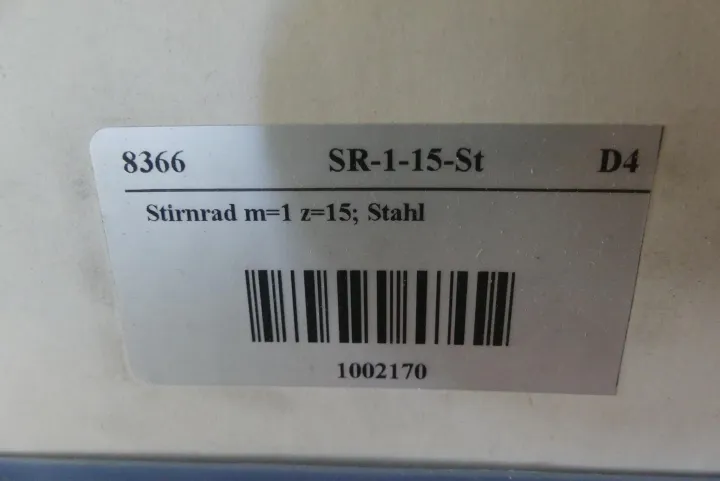 8366 SR-1-15-St D4
Stirnrad m=1 z=15; Stahl
1002170